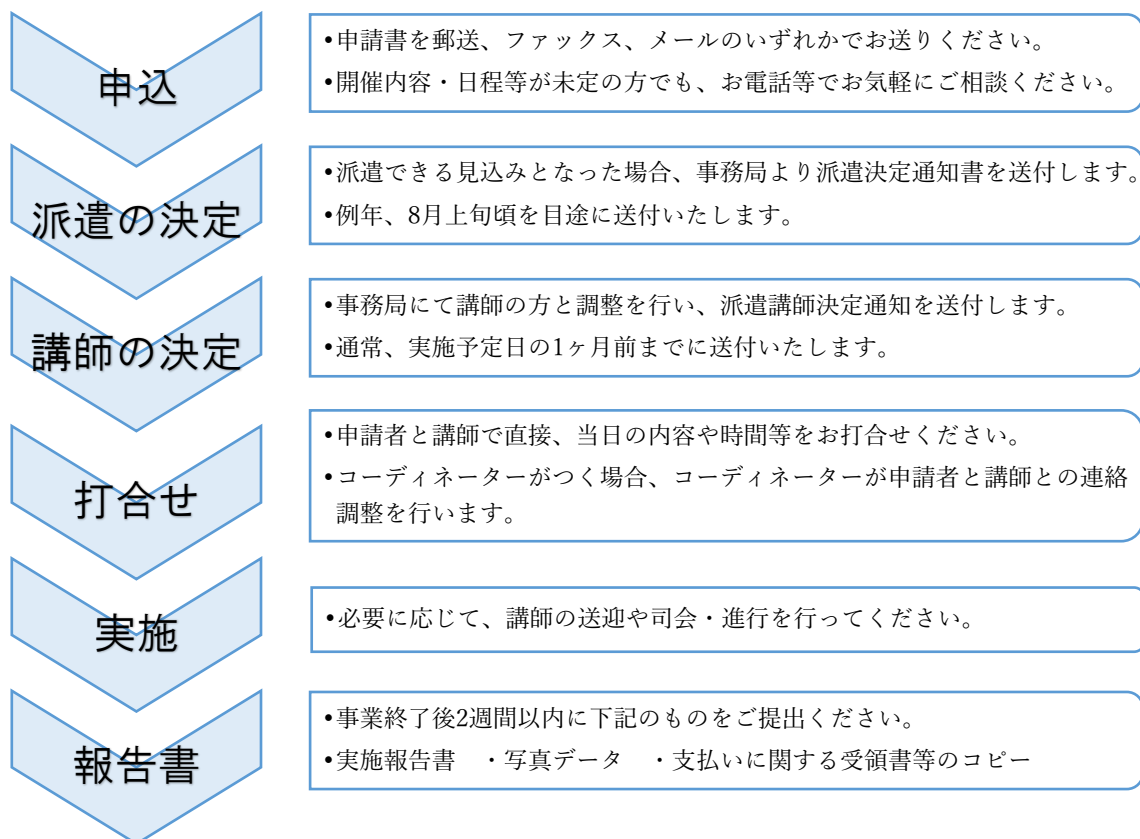 申込
•申請書を郵送、ファックス、メールのいずれかでお送りください。
•開催内容・日程等が未定の方でも、お電話等でお気軽にご相談ください。
派遣の決定
•派遣できる見込みとなった場合、事務局より派遣決定通知書を送付します。
•例年、8月上旬頃を目途に送付いたします。
講師の決定
•事務局にて講師の方と調整を行い、派遣講師決定通知を送付します。
•通常、実施予定日の1ヶ月前までに送付いたします。
打合せ
•申請者と講師で直接、当日の内容や時間等をお打合せください。
•コーディネーターがつく場合、コーディネーターが申請者と講師との連絡
調整を行います。
実施
•必要に応じて、講師の送迎や司会・進行を行ってください。
報告書
•事業終了後2週間以内に下記のものをご提出ください。
•実施報告書　・写真データ　・支払いに関する受領書等のコピー